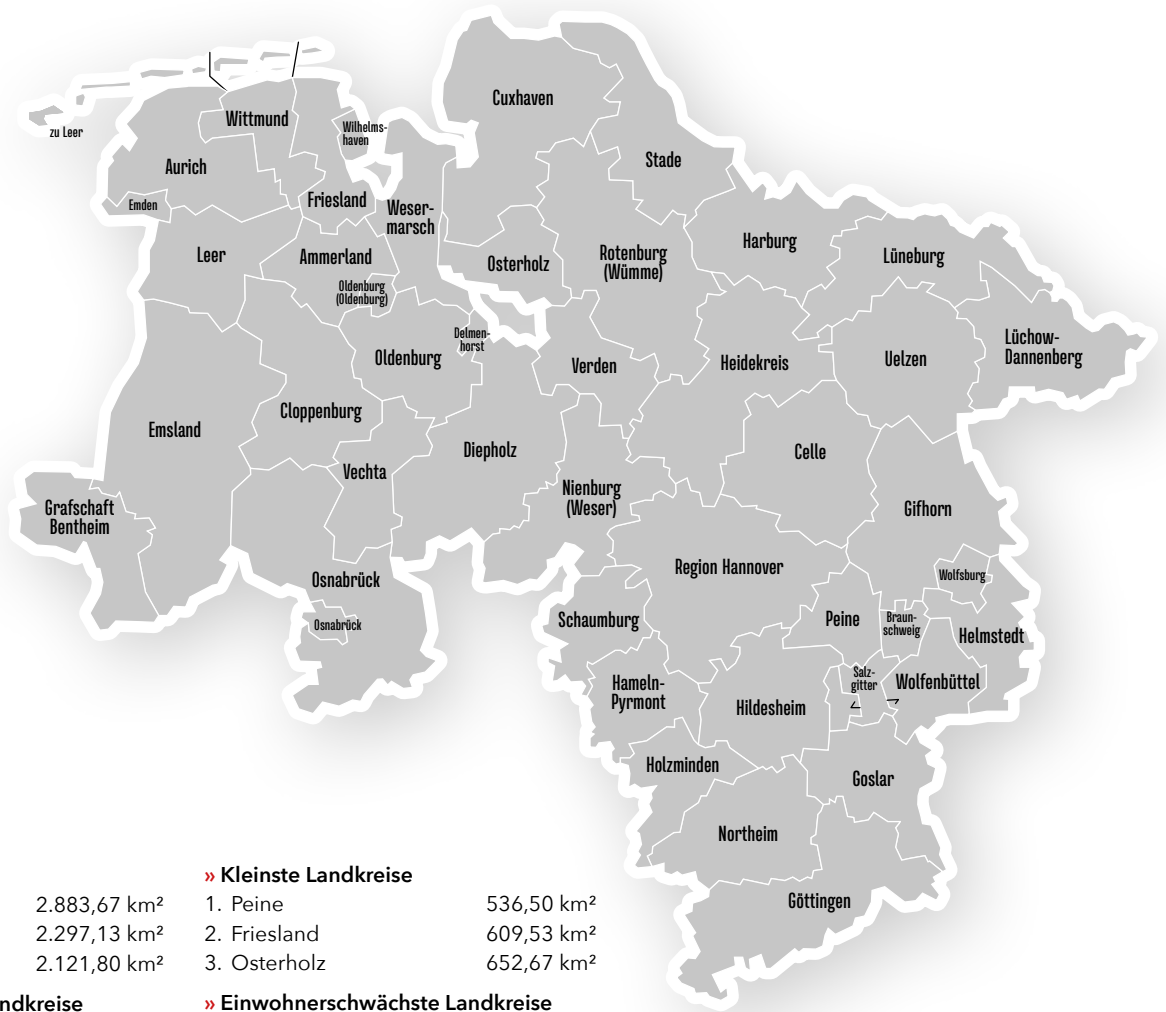 Cuxhaven
Wittmund
Wilhelms-
haven
zu Leer
Stade
Aurich
Emden
Friesland
Weser-
marsch
Harburg
Leer
Ammerland
Osterholz
Rotenburg
(Wümme)
Lüneburg
Oldenburg
(Oldenburg)
Delmen-
horst
Oldenburg
Verden
Heidekreis
Uelzen
Lüchow-
Dannenberg
Cloppenburg
Emsland
Diepholz
Celle
Vechta
Nienburg
(Weser)
Grafschaft
Bentheim
Gifhorn
Region Hannover
Osnabrück
Wolfsburg
Osnabrück
Schaumburg
Peine
Braun-
schweig
Helmstedt
Hameln-
Pyrmont
Hildesheim
Salz-
gitter
Wolfenbüttel
Holzminden
Goslar
Northeim
Göttingen
2.883,67 km²
2.297,13 km²
2.121,80 km²
ndkreise
» Kleinste Landkreise
1. Peine 536,50 km²
2. Friesland 609,53 km²
3. Osterholz 652,67 km²
» Einwohnerschwächste Landkreise